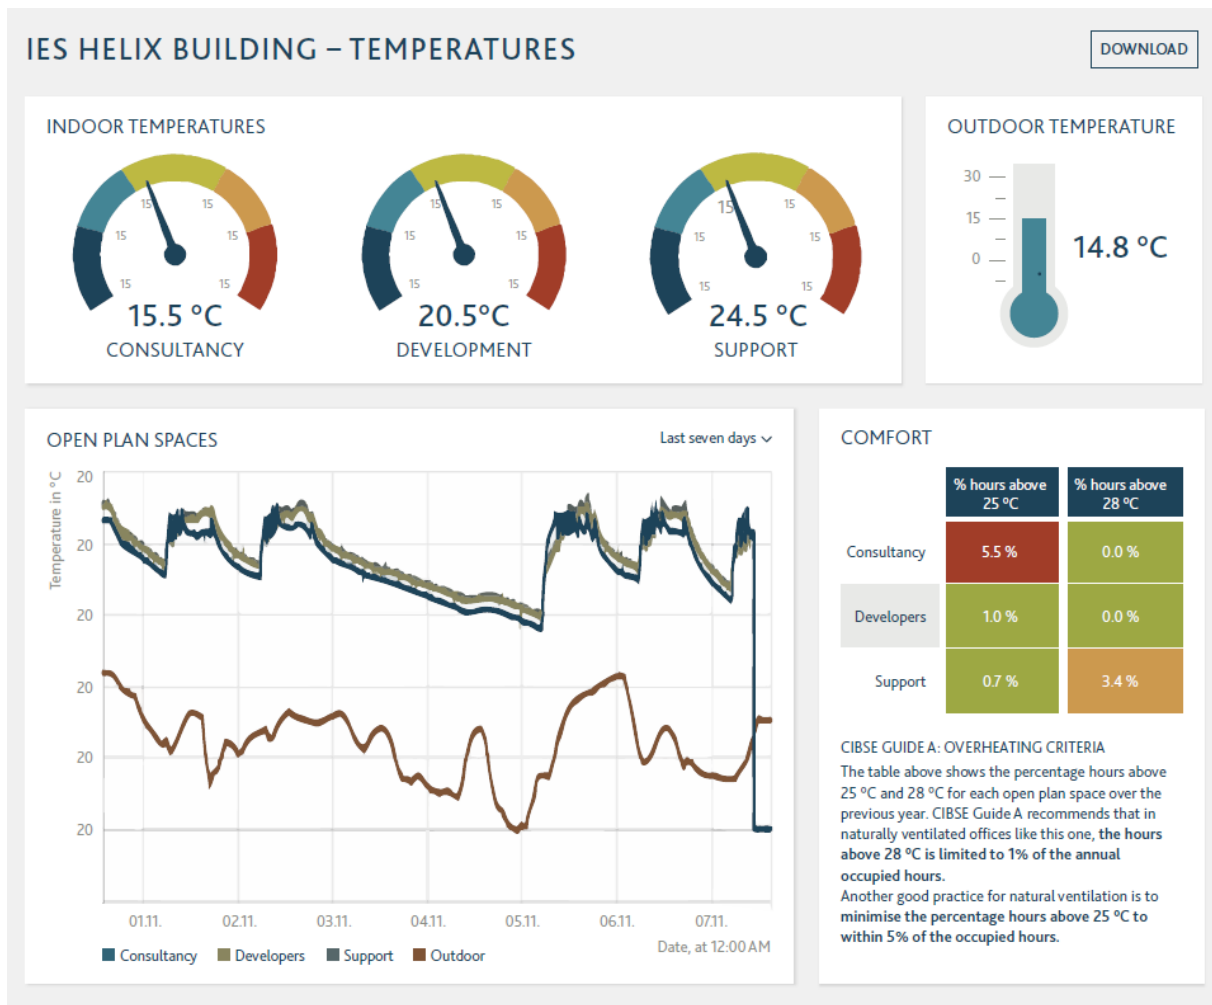 IES HELIX BUILDING – TEMPERATURES
DOWNLOAD
INDOOR TEMPERATURES
15
15
15
15
15
15
15.5 °C
CONSULTANCY
15
15
15
15
15
15
20.5°C
DEVELOPMENT
15
15
15
15
15
15
24.5 °C
SUPPORT
OUTDOOR TEMPERATURE
30
15
0
14.8 °C
OPEN PLAN SPACES
Last seven days
Temperature in °C
20
20
20
20
20
20
01.11.
02.11.
03.11.
04.11.
05.11.
06.11.
07.11.
Date, at 12:00 AM
Consultancy
Developers
Support
Outdoor
COMFORT
% hours above
25 °C
% hours above
28 °C
Consultancy 5.5 % 0.0 %
Developers 1.0 % 0.0 %
Support 0.7 % 3.4 %
CIBSE GUIDE A: OVERHEATING CRITERIA
The table above shows the percentage hours above
25 °C and 28 °C for each open plan space over the
previous year. CIBSE Guide A recommends that in
naturally ventilated offices like this one, the hours
above 28 °C is limited to 1% of the annual
occupied hours.
Another good practice for natural ventilation is to
minimise the percentage hours above 25 °C to
within 5% of the occupied hours.